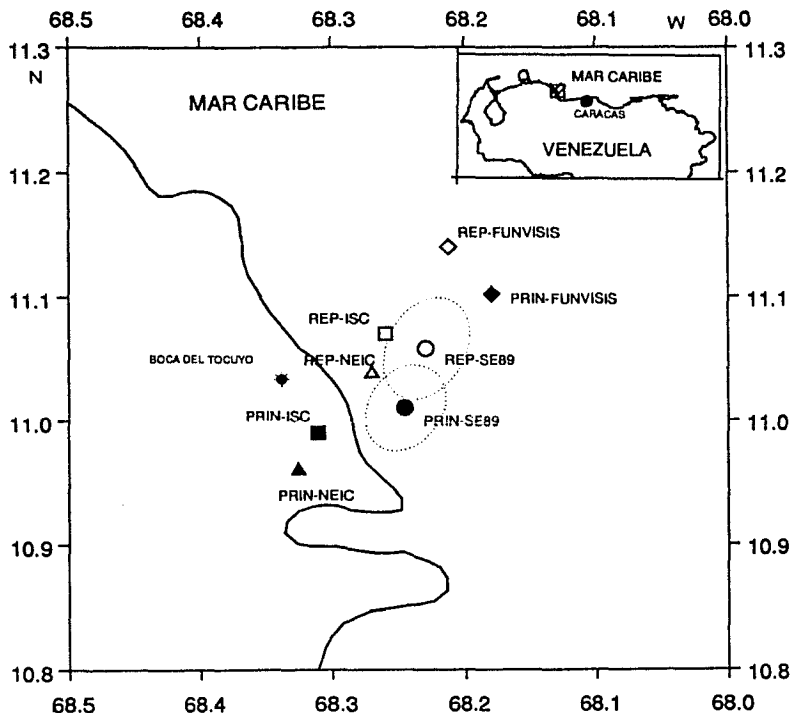 68.5 68.4 68.3 68.2 W 68.1 68.0
11.3 11.3
N
MAR CARIBE
MAR CARIBE
CARACAS
VENEZUELA
11.2 11.2
REP-FUNVISIS
PRIN-FUNVISIS
11.1 11.1
REP-ISC
REP-NEIC REP-SE89
BOCA DEL TOCUYO
PRIN-ISC PRIN-SE89
11.0 11.0
PRIN-NEIC
10.9 10.9
10.8 10.8
68.5 68.4 68.3 68.2 68.1 68.0